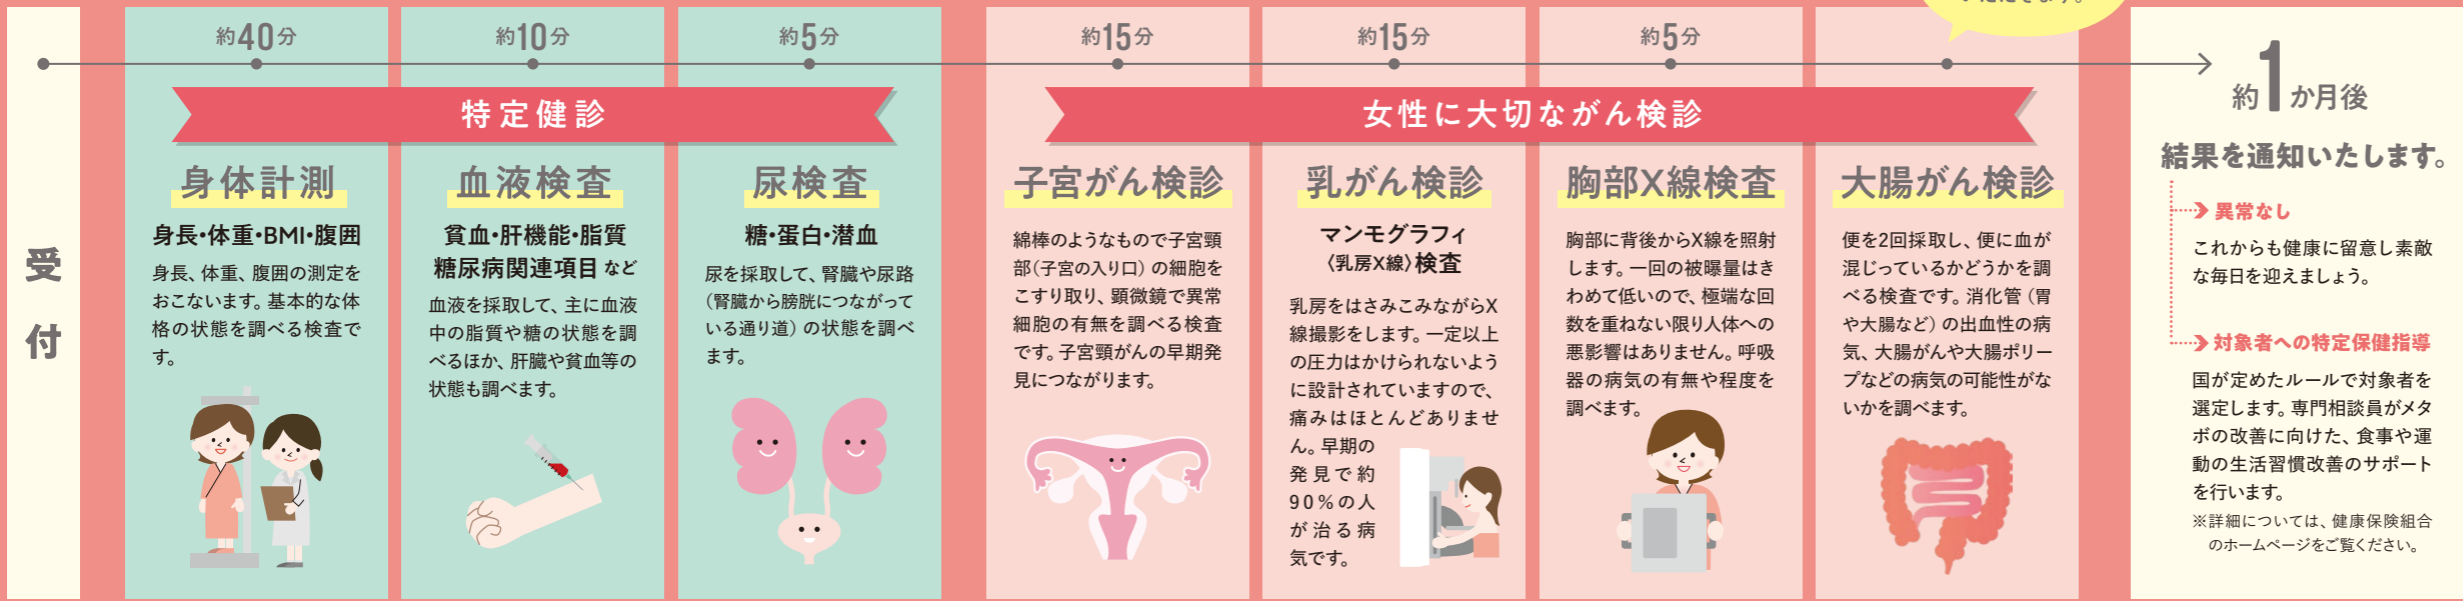 受付
約40分
特定健診
身体計測
身長・体重・BMI・腹囲
身長、体重、腹囲の測定を
おこないます。基本的な体
格の状態を調べる検査で
す。
約10分
血液検査
貧血・肝機能・脂質
糖尿病関連項目 など
血液を採取して、主に血液
中の脂質や糖の状態を調
べるほか、肝臓や貧血等の
状態も調べます。
約5分
尿検査
糖・蛋白・潜血
尿を採取して、腎臓や尿路
（腎臓から膀胱につながって
いる通り道）の状態を調べ
ます。
約15分
女性に大切ながん検診
子宮がん検診
綿棒のようなもので子宮頸
部（子宮の入り口）の細胞を
こすり取り、顕微鏡で異常
細胞の有無を調べる検査
です。子宮頸がんの早期発
見につながります。
約15分
乳がん検診
マンモグラフィ
〈乳房X線〉検査
乳房をはさみこみながらX
線撮影をします。一定以上
の圧力はかけられないよう
に設計されていますので、
痛みはほとんどありませ
ん。早期の
発見で約
90％の人
が治る病
気です。
約5分
胸部X線検査
胸部に背後からX線を照射
します。一回の被曝量はき
わめて低いので、極端な回
数を重ねない限り人体への
悪影響はありません。呼吸
器の病気の有無や程度を
調べます。
大腸がん検診
便を2回採取し、便に血が
混じっているかどうかを調
べる検査です。消化管（胃
や大腸など）の出血性の病
気、大腸がんや大腸ポリー
プなどの病気の可能性がな
いかを調べます。
約1か月後
結果を通知いたします。
異常なし
これからも健康に留意し素敵
な毎日を迎えましょう。
対象者への特定保健指導
国が定めたルールで対象者を
選定します。専門相談員がメタ
ボの改善に向けた、食事や運
動の生活習慣改善のサポート
を行います。
※詳細については、健康保険組合
のホームページをご覧ください。